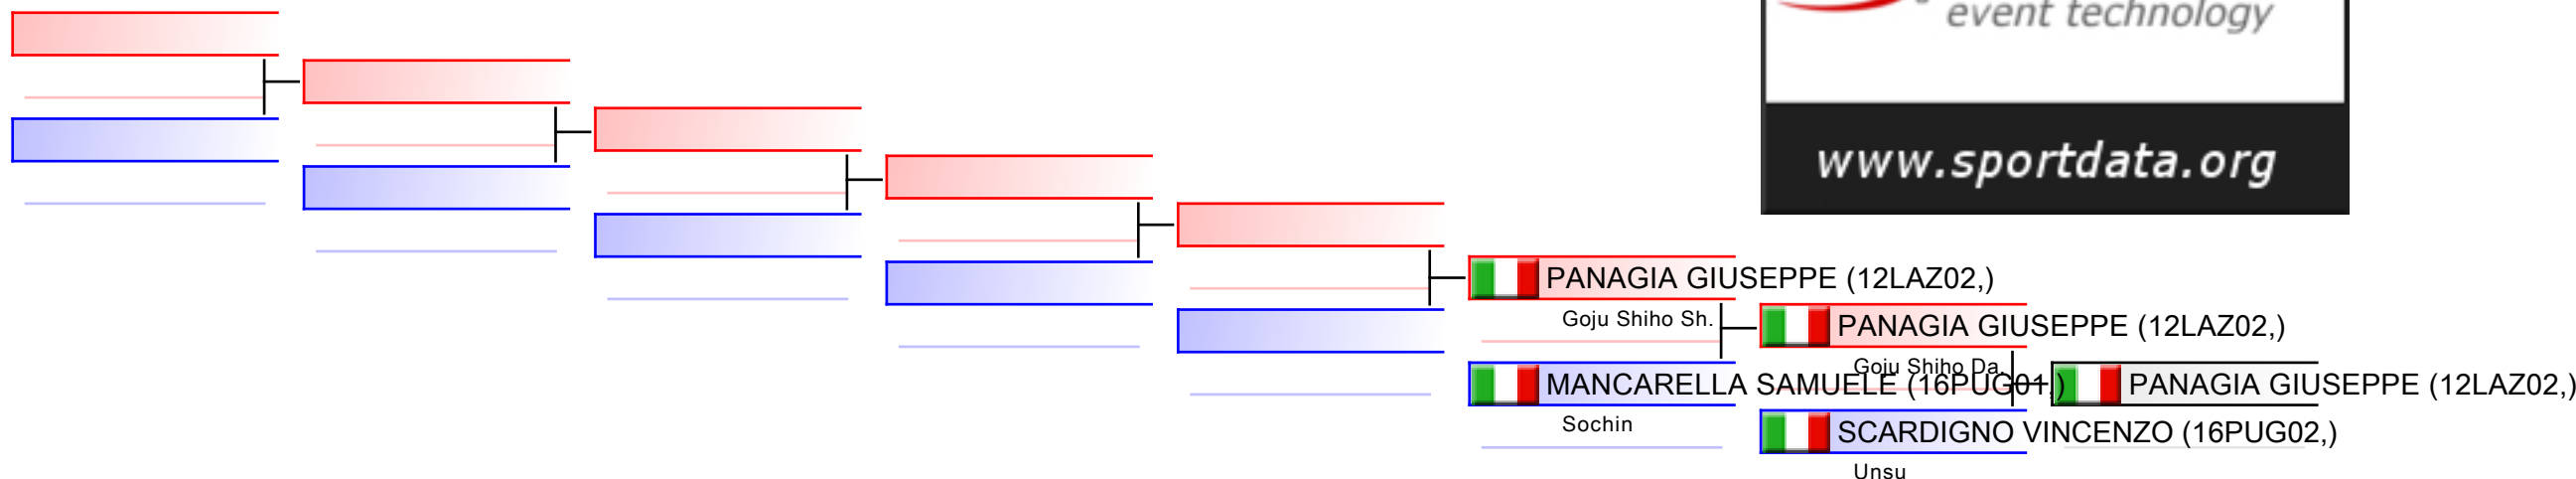 event technology
www.sportdata.org
PANAGIA GIUSEPPE (12LAZ02,)
Goju Shiho Sh.
PANAGIA GIUSEPPE (12LAZ02,)
Goju Shiho Da.
MANCARELLA SAMUELE (16PUG01,)
PANAGIA GIUSEPPE (12LAZ02,)
Sochin
SCARDIGNO VINCENZO (16PUG02,)
Unsu